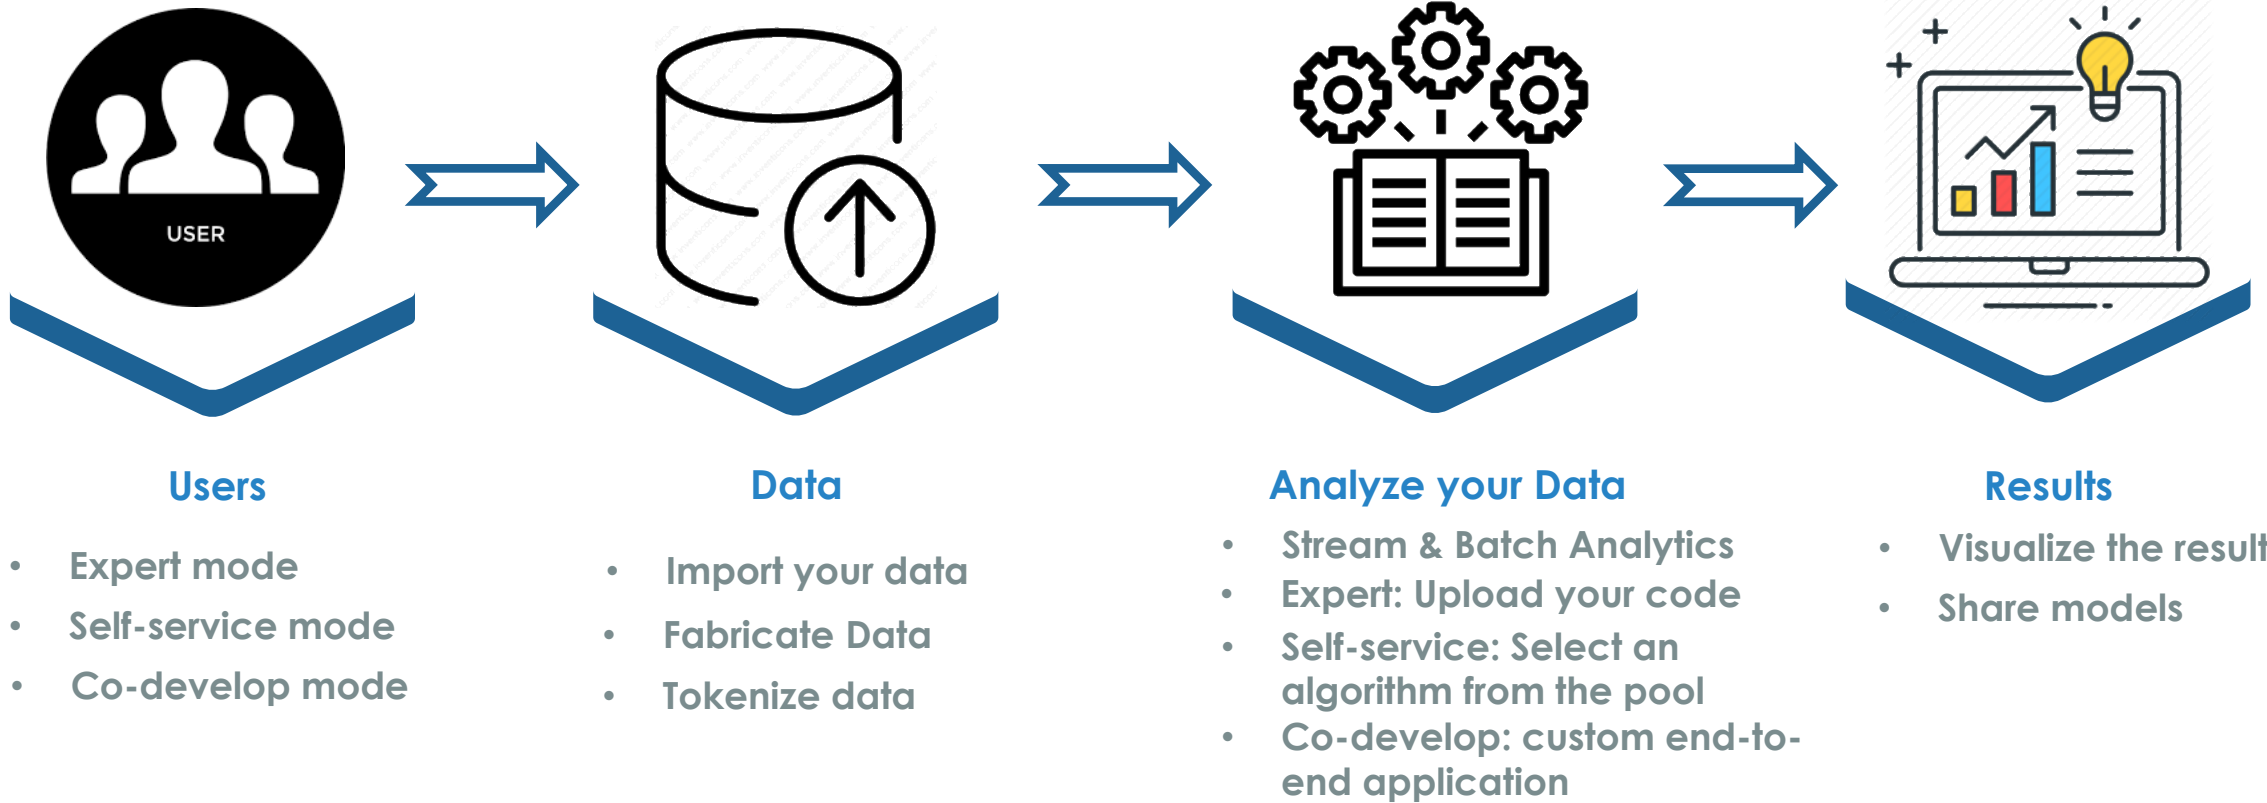 USER
Users
• Expert mode
• Self-service mode
• Co-develop mode
Data
• Import your data
• Fabricate Data
• Tokenize data
Analyze your Data
• Stream & Batch Analytics
• Expert: Upload your code
• Self-service: Select an
algorithm from the pool
• Co-develop: custom end-to-
end application
Results
• Visualize the result
• Share models